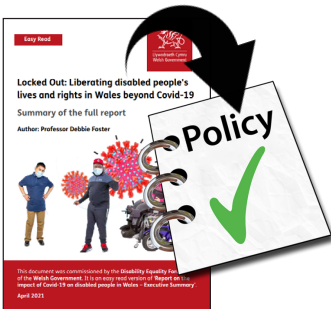 Easy Read
Llywodraeth Cymru
Welsh Government
Locked Out: Liberating disabled people's
lives and rights in Wales beyond Covid-19
Summary of the full report
Author: Professor Debbie Foster
Policy
This document was commissioned by the Disability Equality For
of the Welsh Government. It is an easy read version of 'Report on the
impact of Covid-19 on disabled people in Wales – Executive Summary'.
April 2021